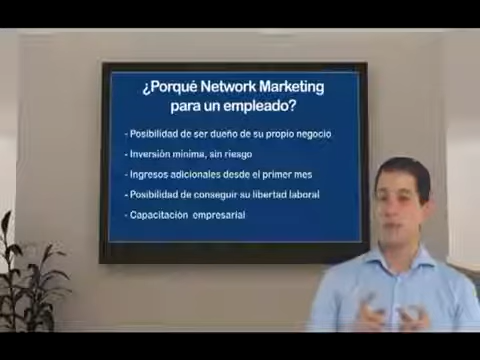 ¿Porqué Network Marketing
para un empleado?
- Posibilidad de ser dueño de su propio negocio
- Inversión mínima, sin riesgo
- Ingresos adicionales desde el primer mes
- Posibilidad de conseguir su libertad laboral
- Capacitación empresarial